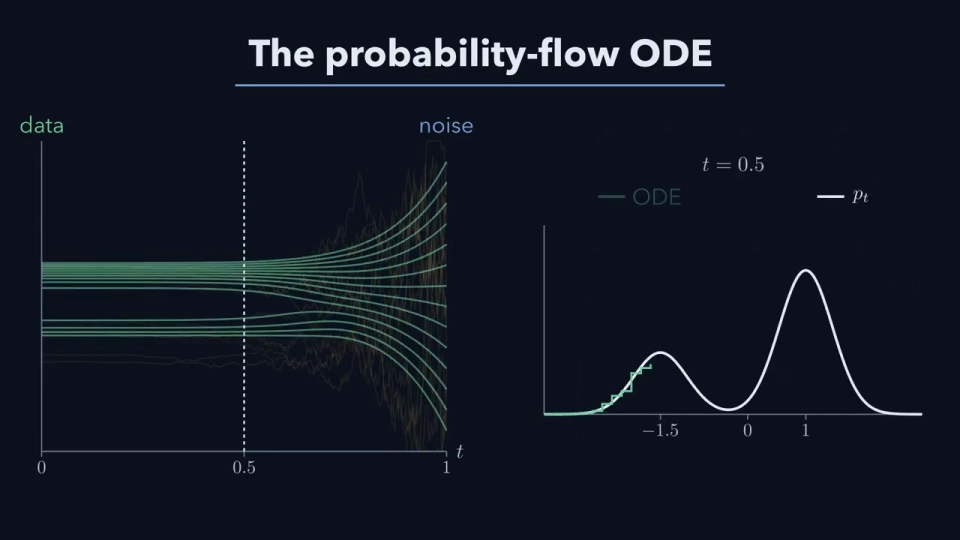 The probability-flow ODE
data
noise
t = 0.5
ODE
p_t
0
0.5
1
t
−1.5
0
1